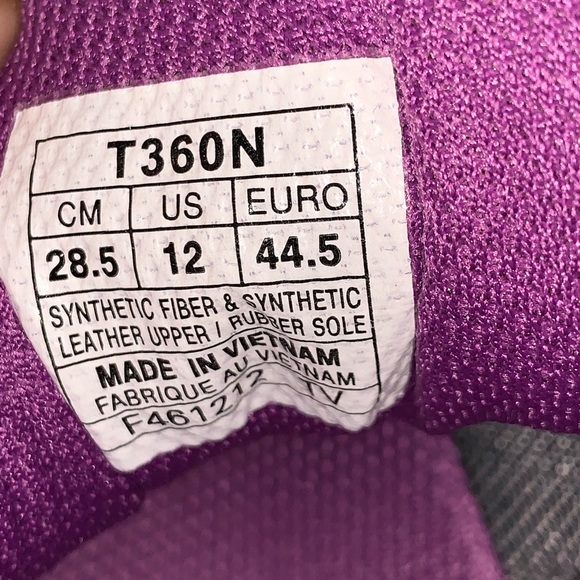 T360N
CM US EURO
28.5 12 44.5
SYNTHETIC FIBER & SYNTHETIC
LEATHER UPPER / RUBBER SOLE
MADE IN VIETNAM
FABRIQUE AU VIETNAM
F461212 TV